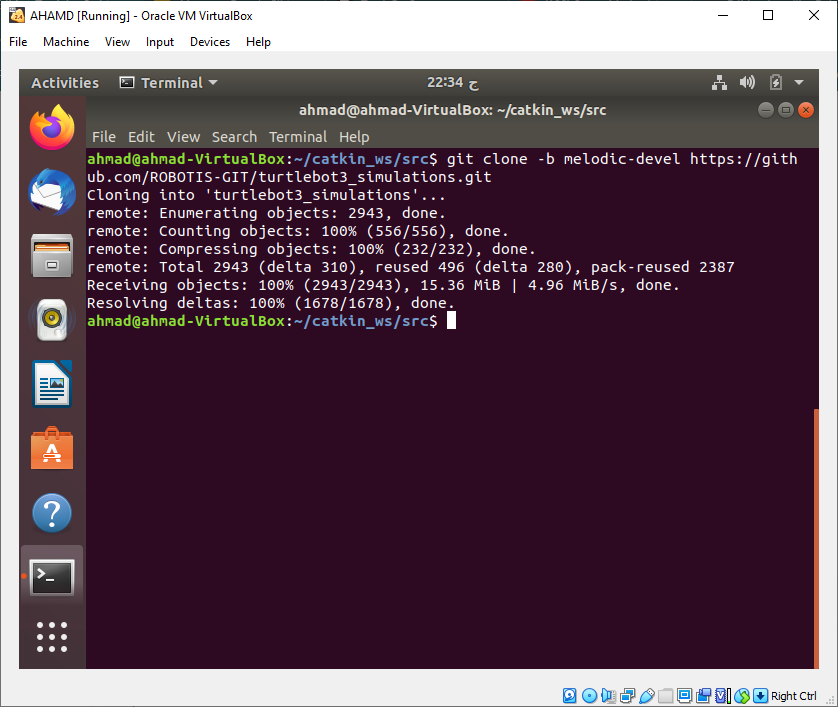 AHAMD [Running] - Oracle VM VirtualBox
File Machine View Input Devices Help
Activities Terminal 22:34 ح
ahmad@ahmad-VirtualBox: ~/catkin_ws/src
File Edit View Search Terminal Help
ahmad@ahmad-VirtualBox:~/catkin_ws/src$ git clone -b melodic-devel https://gith
ub.com/ROBOTIS-GIT/turtlebot3_simulations.git
Cloning into 'turtlebot3_simulations'...
remote: Enumerating objects: 2943, done.
remote: Counting objects: 100% (556/556), done.
remote: Compressing objects: 100% (232/232), done.
remote: Total 2943 (delta 310), reused 496 (delta 280), pack-reused 2387
Receiving objects: 100% (2943/2943), 15.36 MiB | 4.96 MiB/s, done.
Resolving deltas: 100% (1678/1678), done.
ahmad@ahmad-VirtualBox:~/catkin_ws/src$
Right Ctrl